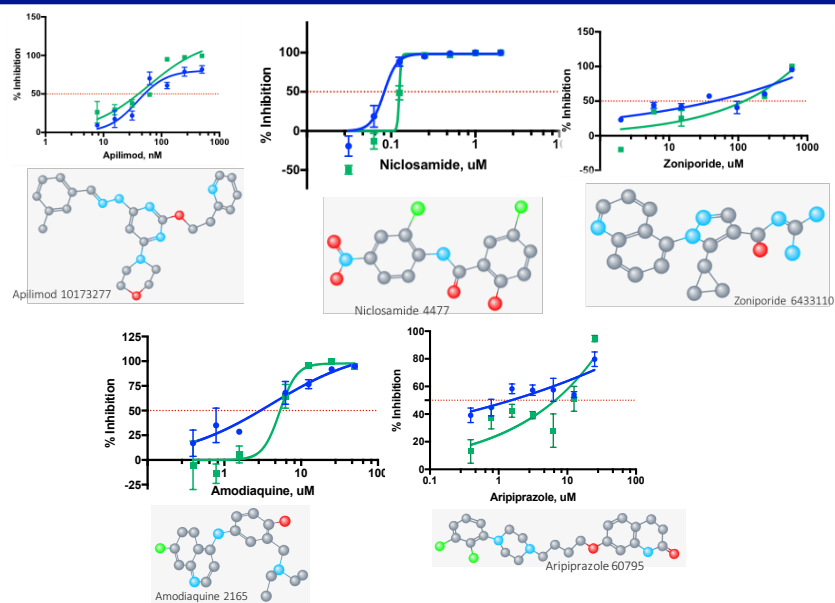 150
100
50
0
% Inhibition
1
10
100
1000
Apilimod, nM
Apilimod 10173277
100
50
0
-50
% Inhibition
0.1
1
10
Niclosamide, uM
Niclosamide 4477
150
100
50
0
-50
% Inhibition
10
100
1000
Zoniporide, uM
Zoniporide 6433110
125
100
75
50
25
0
-25
% Inhibition
1
10
100
Amodiaquine, uM
Amodiaquine 2165
100
80
60
40
20
0
% Inhibition
0.1
1
10
100
Aripiprazole, uM
Aripiprazole 60795